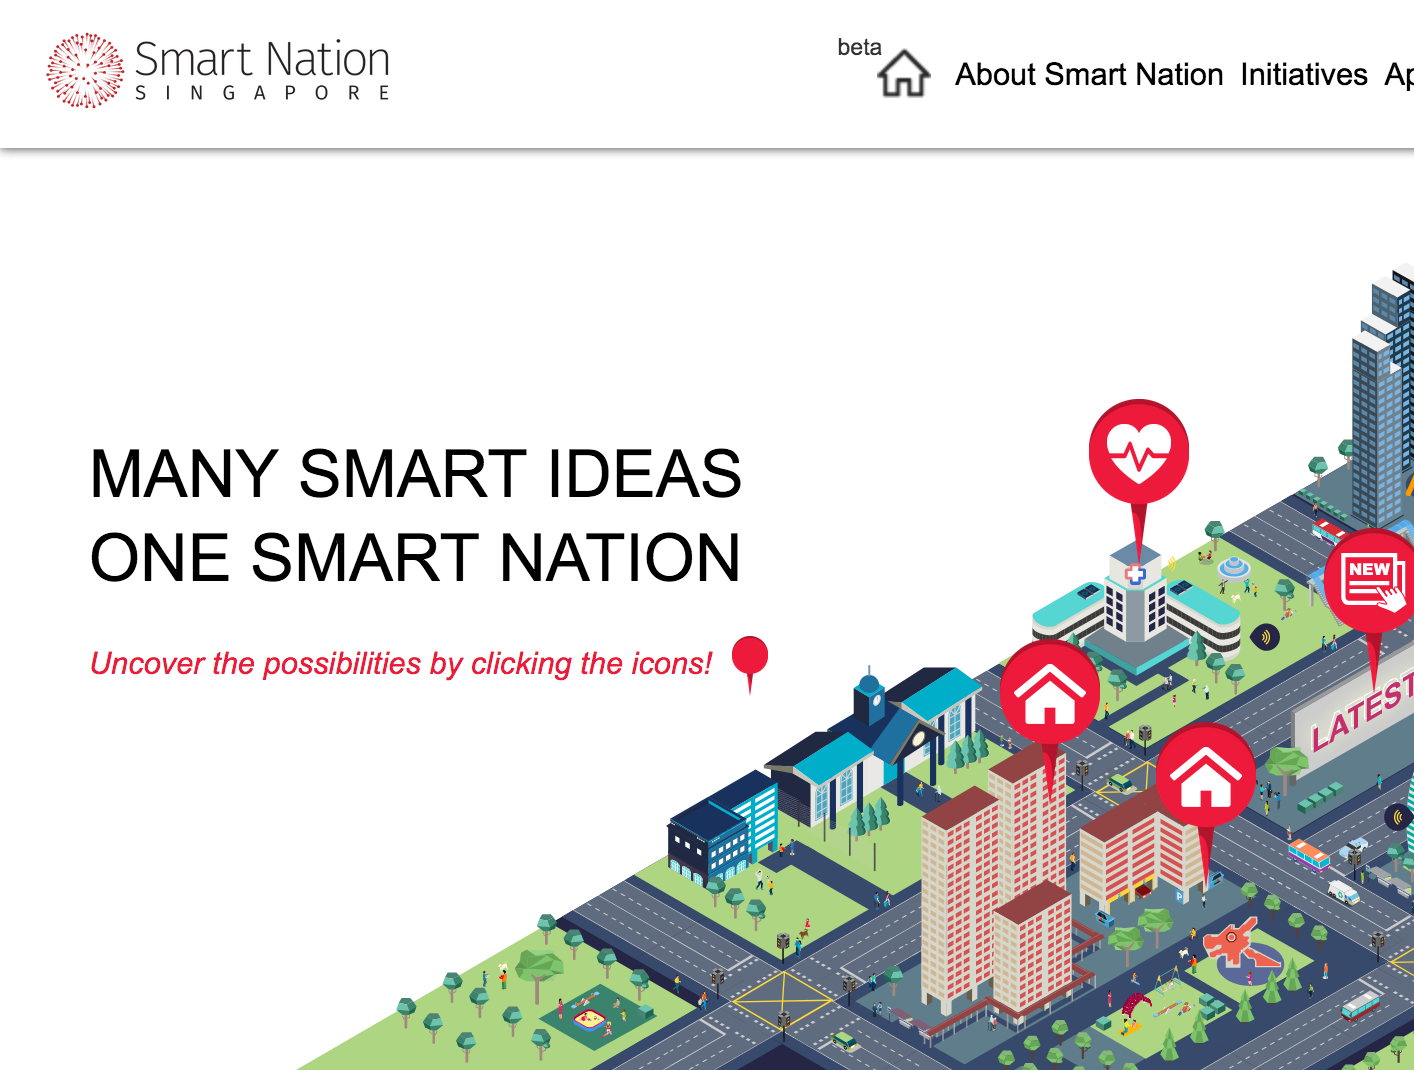 Smart Nation
SINGAPORE
beta
About Smart Nation Initiatives Ap
MANY SMART IDEAS
ONE SMART NATION
Uncover the possibilities by clicking the icons!
NEW
LATEST
P